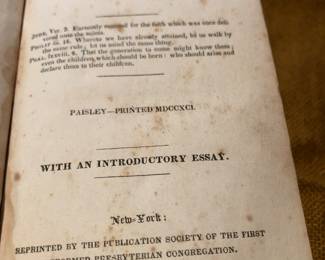 JUDE, Ver. 3. Earnestly contend for the faith which was once deli
vered unto the saints.
PHILIP iii. 16. Whereto we have already attained, let us walk by
the same rule; let us mind the same thing.
PSAL. lxxviii. 6. That the generation to come might know them;
even the children, which should be born: who should arise and
declare them to their children.
PAISLEY—PRINTED MDCCXCI.
WITH AN INTRODUCTORY ESSAY.
New-York:
REPRINTED BY THE PUBLICATION SOCIETY OF THE FIRST
REFORMED PRESBYTERIAN CONGREGATION.